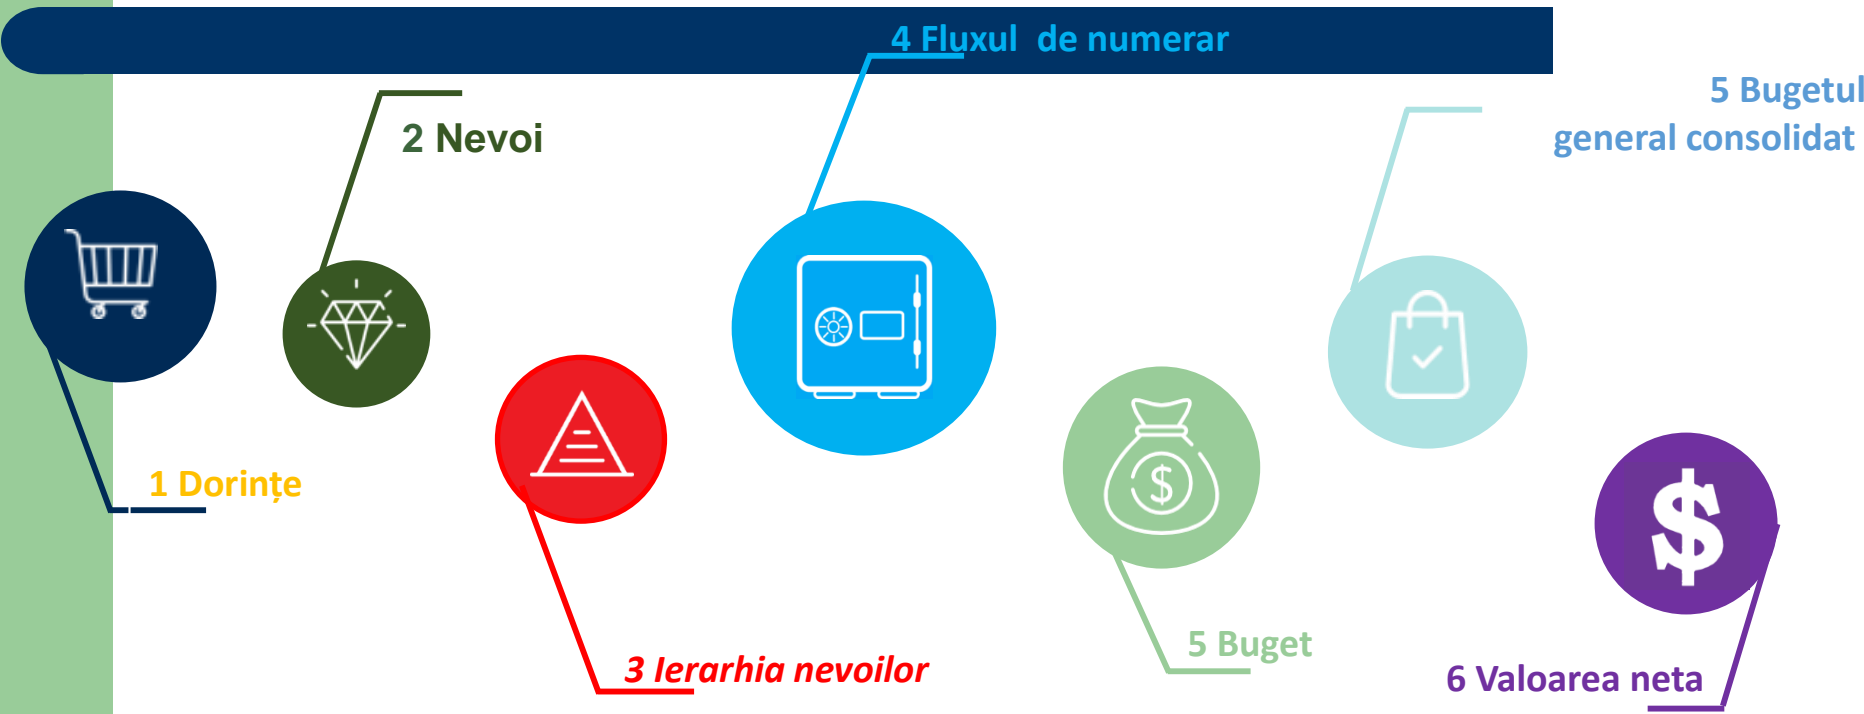 1 Dorințe
2 Nevoi
3 Ierarhia nevoilor
4 Fluxul  de numerar
5 Buget
5 Bugetul
general consolidat
6 Valoarea neta
$
$